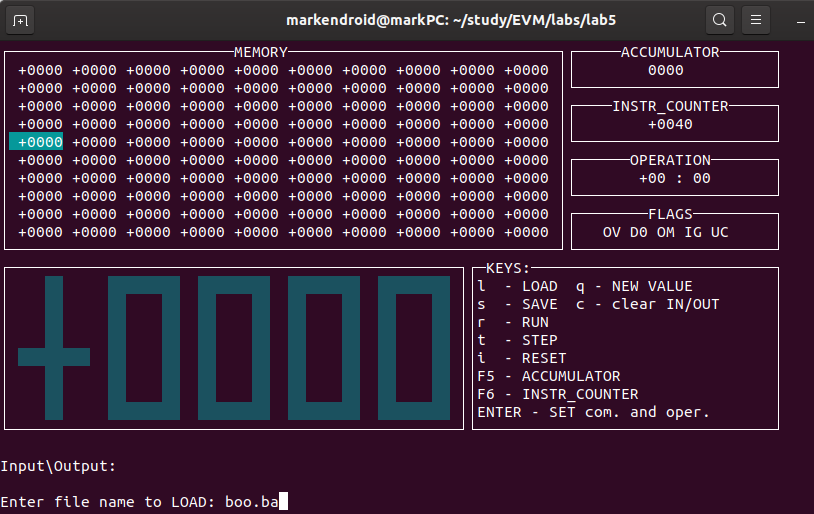 markendroid@markPC: ~/study/EVM/labs/lab5
MEMORY
+0000 +0000 +0000 +0000 +0000 +0000 +0000 +0000 +0000 +0000
+0000 +0000 +0000 +0000 +0000 +0000 +0000 +0000 +0000 +0000
+0000 +0000 +0000 +0000 +0000 +0000 +0000 +0000 +0000 +0000
+0000 +0000 +0000 +0000 +0000 +0000 +0000 +0000 +0000 +0000
+0000 +0000 +0000 +0000 +0000 +0000 +0000 +0000 +0000 +0000
+0000 +0000 +0000 +0000 +0000 +0000 +0000 +0000 +0000 +0000
+0000 +0000 +0000 +0000 +0000 +0000 +0000 +0000 +0000 +0000
+0000 +0000 +0000 +0000 +0000 +0000 +0000 +0000 +0000 +0000
+0000 +0000 +0000 +0000 +0000 +0000 +0000 +0000 +0000 +0000
+0000 +0000 +0000 +0000 +0000 +0000 +0000 +0000 +0000 +0000
ACCUMULATOR
0000
INSTR_COUNTER
+0040
OPERATION
+00 : 00
FLAGS
OV D0 OM IG UC
+0000
KEYS:
l  - LOAD  q - NEW VALUE
s  - SAVE  c - clear IN/OUT
r  - RUN
t  - STEP
i  - RESET
F5 - ACCUMULATOR
F6 - INSTR_COUNTER
ENTER - SET com. and oper.
Input\Output:
Enter file name to LOAD: boo.ba